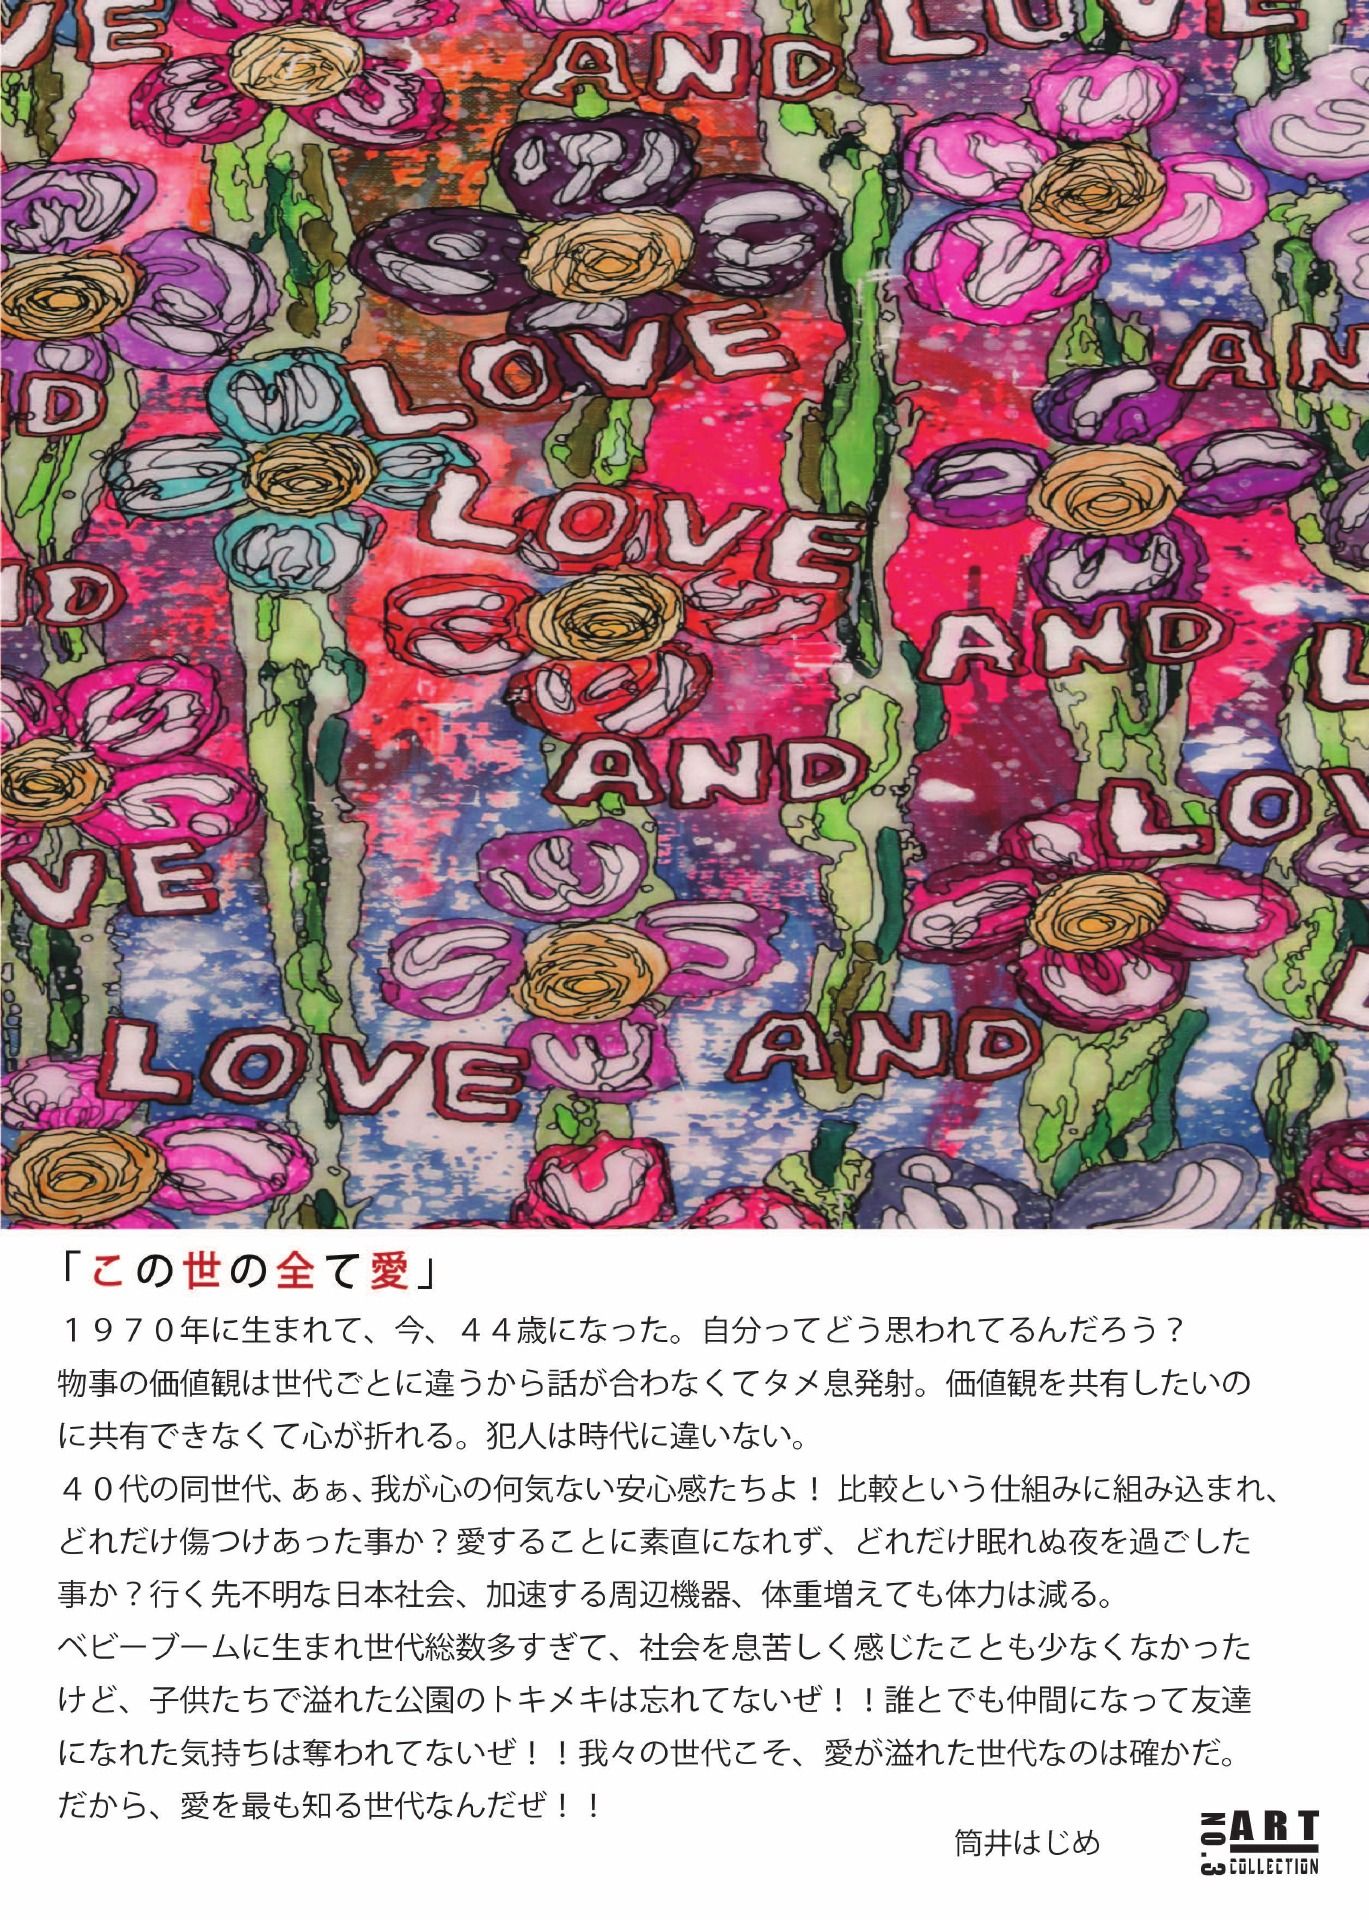 VE
AND
LOVE
LOVE
AN
D
LOVE
ND
AND
L
AND
LOV
VE
LOVE
AND
L
「この世の全て愛」
１９７０年に生まれて、今、４４歳になった。自分ってどう思われてるんだろう？
物事の価値観は世代ごとに違うから話が合わなくてタメ息発射。価値観を共有したいの
に共有できなくて心が折れる。犯人は時代に違いない。
４０代の同世代、あぁ、我が心の何気ない安心感たちよ！ 比較という仕組みに組み込まれ、
どれだけ傷つけあった事か？愛することに素直になれず、どれだけ眠れぬ夜を過ごした
事か？行く先不明な日本社会、加速する周辺機器、体重増えても体力は減る。
ベビーブームに生まれ世代総数多すぎて、社会を息苦しく感じたことも少なくなかった
けど、子供たちで溢れた公園のトキメキは忘れてないぜ！！誰とでも仲間になって友達
になれた気持ちは奪われてないぜ！！我々の世代こそ、愛が溢れた世代なのは確かだ。
だから、愛を最も知る世代なんだぜ！！
筒井はじめ
NO.3
ART
COLLECTION